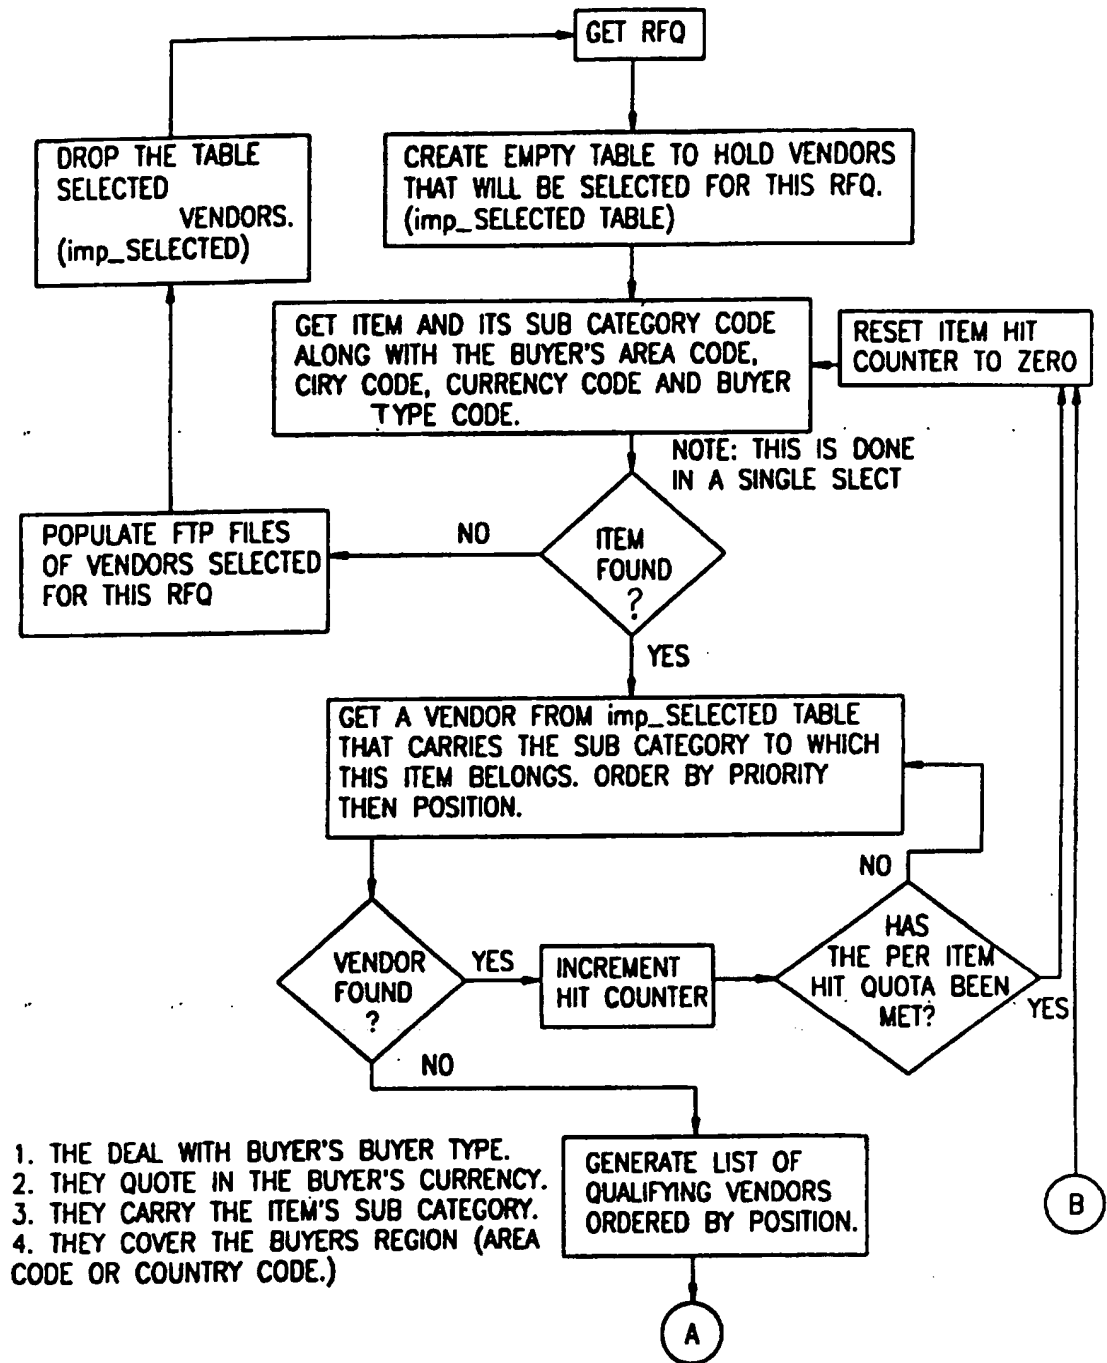 GET RFQ
DROP THE TABLE
SELECTED
VENDORS.
(imp_SELECTED)
CREATE EMPTY TABLE TO HOLD VENDORS
THAT WILL BE SELECTED FOR THIS RFQ.
(imp_SELECTED TABLE)
GET ITEM AND ITS SUB CATEGORY CODE
ALONG WITH THE BUYER'S AREA CODE,
CIRY CODE, CURRENCY CODE AND BUYER
TYPE CODE.
RESET ITEM HIT
COUNTER TO ZERO
NOTE: THIS IS DONE
IN A SINGLE SLECT
POPULATE FTP FILES
OF VENDORS SELECTED
FOR THIS RFQ
NO
ITEM
FOUND
?
YES
GET A VENDOR FROM imp_SELECTED TABLE
THAT CARRIES THE SUB CATEGORY TO WHICH
THIS ITEM BELONGS. ORDER BY PRIORITY
THEN POSITION.
NO
VENDOR
FOUND
?
YES
INCREMENT
HIT COUNTER
HAS
THE PER ITEM
HIT QUOTA BEEN
MET?
YES
NO
1. THE DEAL WITH BUYER'S BUYER TYPE.
2. THEY QUOTE IN THE BUYER'S CURRENCY.
3. THEY CARRY THE ITEM'S SUB CATEGORY.
4. THEY COVER THE BUYERS REGION (AREA
CODE OR COUNTRY CODE.)
GENERATE LIST OF
QUALIFYING VENDORS
ORDERED BY POSITION.
B
A